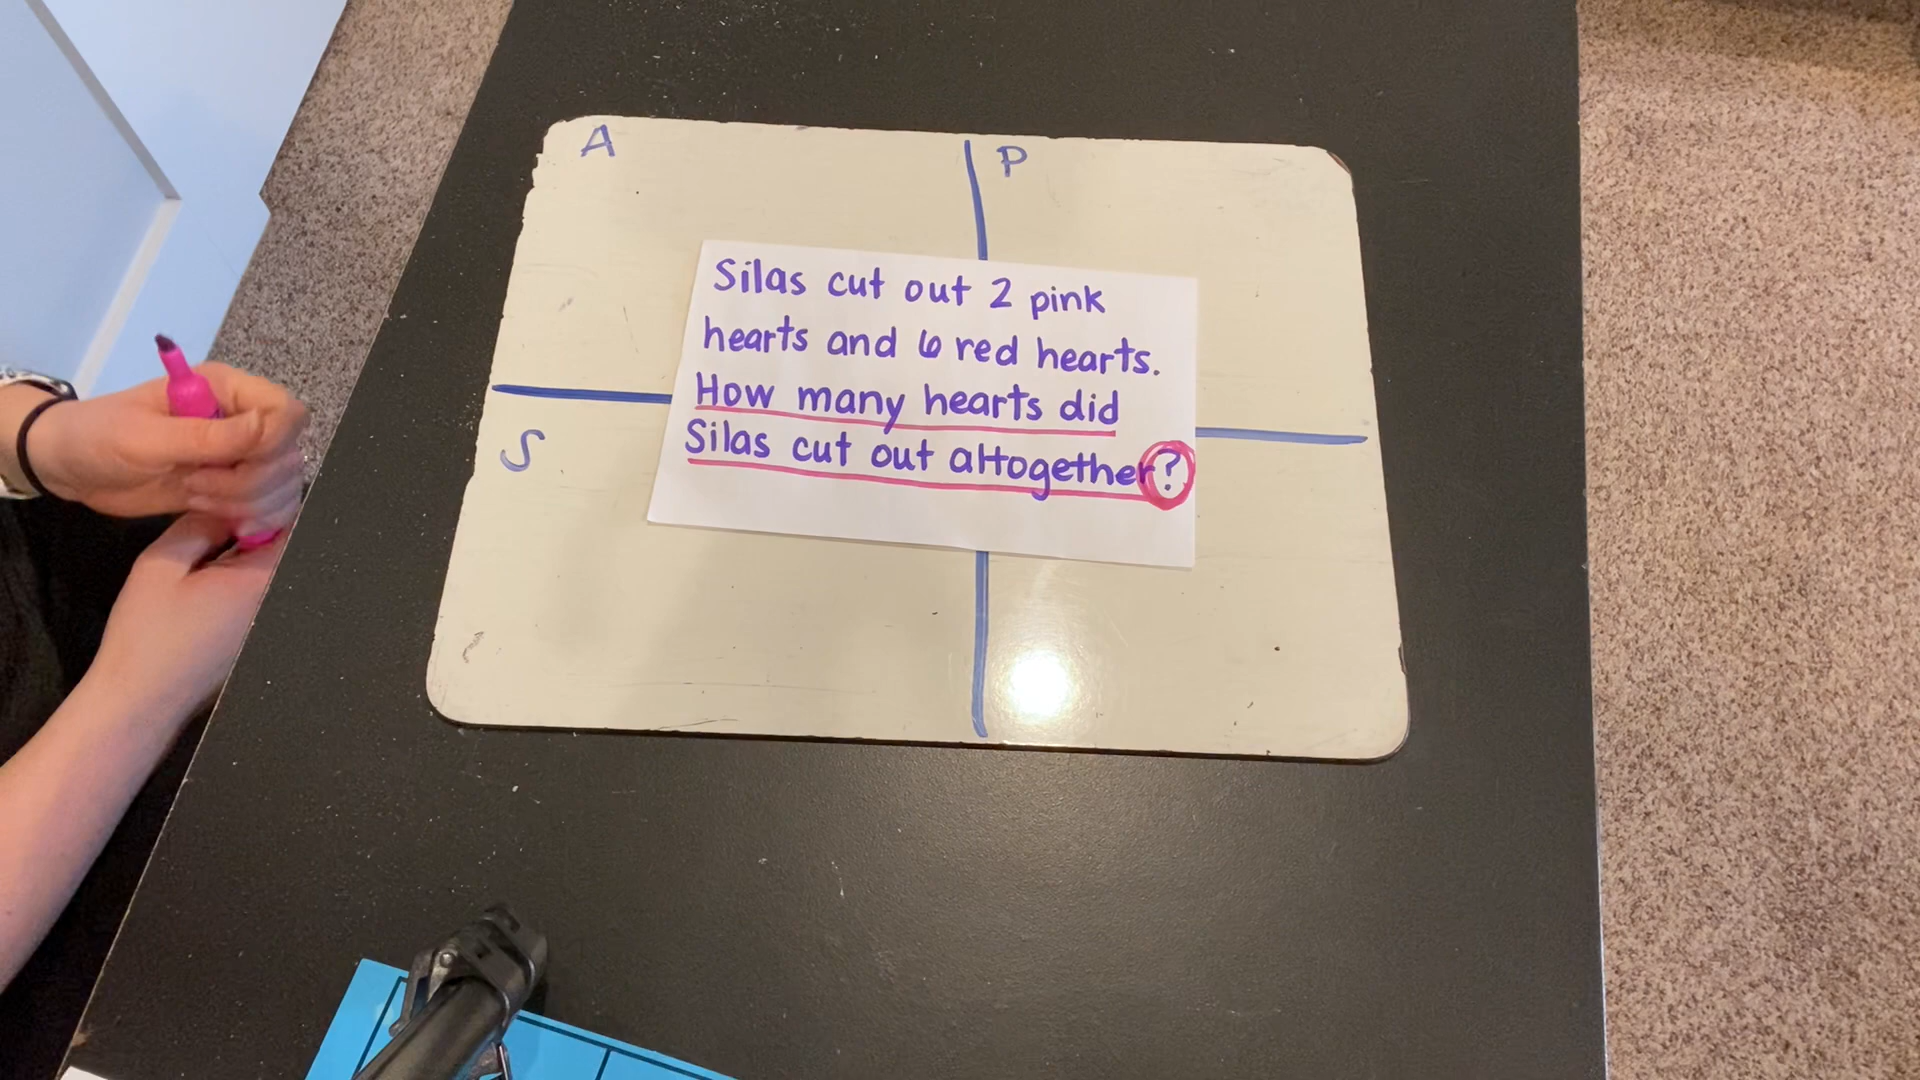 A
P
Silas cut out 2 pink
hearts and 6 red hearts.
How many hearts did
Silas cut out altogether?
S